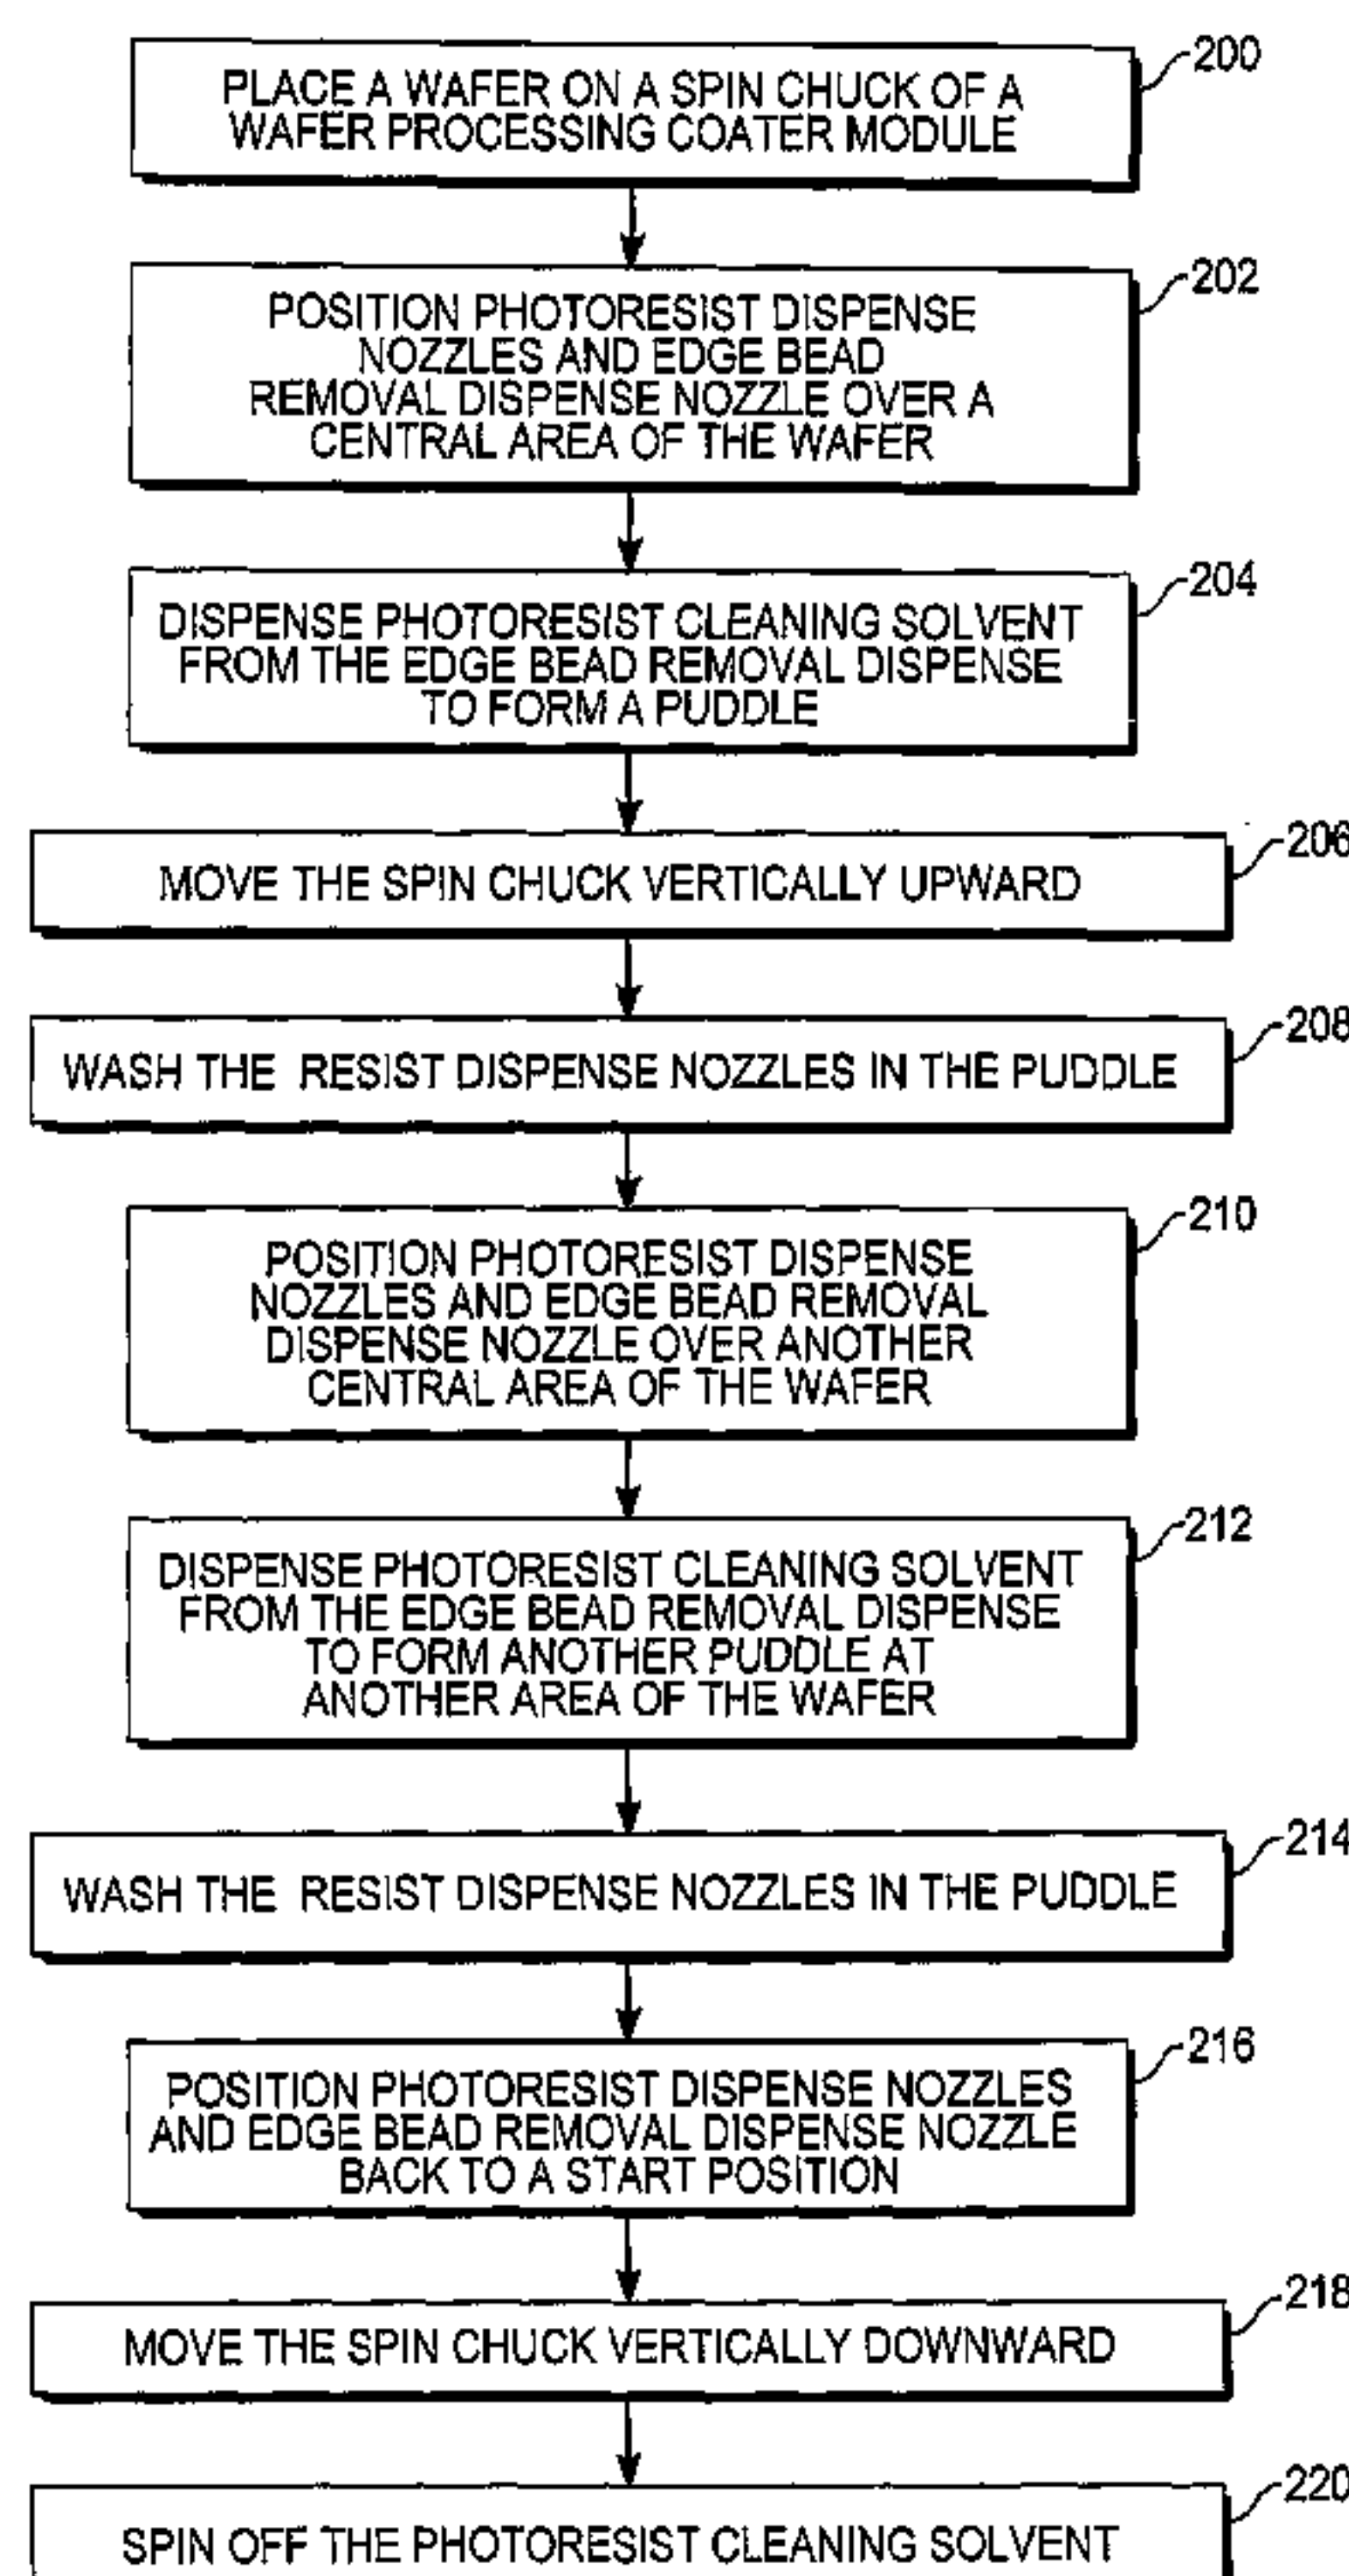 200
PLACE A WAFER ON A SPIN CHUCK OF A
WAFER PROCESSING COATER MODULE
202
POSITION PHOTORESIST DISPENSE
NOZZLES AND EDGE BEAD
REMOVAL DISPENSE NOZZLE OVER A
CENTRAL AREA OF THE WAFER
204
DISPENSE PHOTORESIST CLEANING SOLVENT
FROM THE EDGE BEAD REMOVAL DISPENSE
TO FORM A PUDDLE
206
MOVE THE SPIN CHUCK VERTICALLY UPWARD
208
WASH THE RESIST DISPENSE NOZZLES IN THE PUDDLE
210
POSITION PHOTORESIST DISPENSE
NOZZLES AND EDGE BEAD REMOVAL
DISPENSE NOZZLE OVER ANOTHER
CENTRAL AREA OF THE WAFER
212
DISPENSE PHOTORESIST CLEANING SOLVENT
FROM THE EDGE BEAD REMOVAL DISPENSE
TO FORM ANOTHER PUDDLE AT
ANOTHER AREA OF THE WAFER
214
WASH THE RESIST DISPENSE NOZZLES IN THE PUDDLE
216
POSITION PHOTORESIST DISPENSE NOZZLES
AND EDGE BEAD REMOVAL DISPENSE NOZZLE
BACK TO A START POSITION
218
MOVE THE SPIN CHUCK VERTICALLY DOWNWARD
220
SPIN OFF THE PHOTORESIST CLEANING SOLVENT